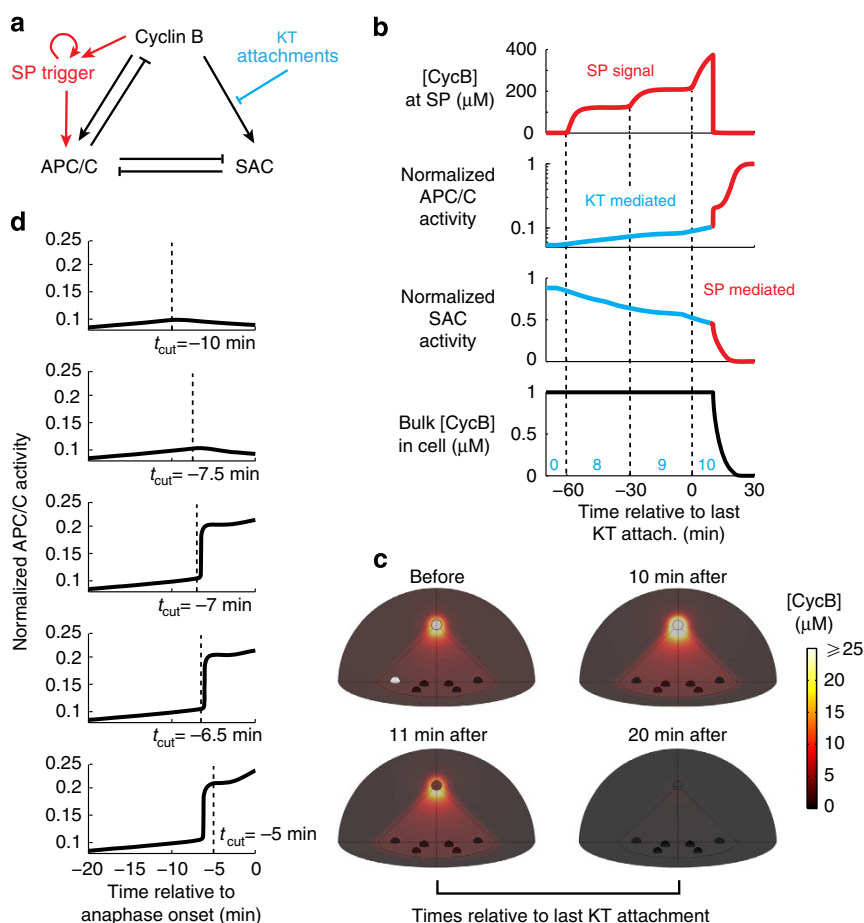 a
Cyclin B
KT
attachments
SP trigger
APC/C
SAC
b
400
200
0
[CycB]
at SP (μM)
SP signal
1
0.1
Normalized
APC/C
activity
KT mediated
1
0.5
0
Normalized
SAC
activity
SP mediated
1
0.5
0
Bulk [CycB]
in cell (μM)
0 8 9 10
−60 −30 0 30
Time relative to last
KT attach. (min)
c
Before
10 min after
11 min after
20 min after
[CycB]
(μM)
⩾25
20
15
10
5
0
Times relative to last KT attachment
d
Normalized APC/C activity
0.25
0.2
0.15
0.1
tcut=−10 min
0.25
0.2
0.15
0.1
tcut=−7.5 min
0.25
0.2
0.15
0.1
tcut=−7 min
0.25
0.2
0.15
0.1
tcut=−6.5 min
0.25
0.2
0.15
0.1
tcut=−5 min
−20 −15 −10 −5 0
Time relative to
anaphase onset (min)